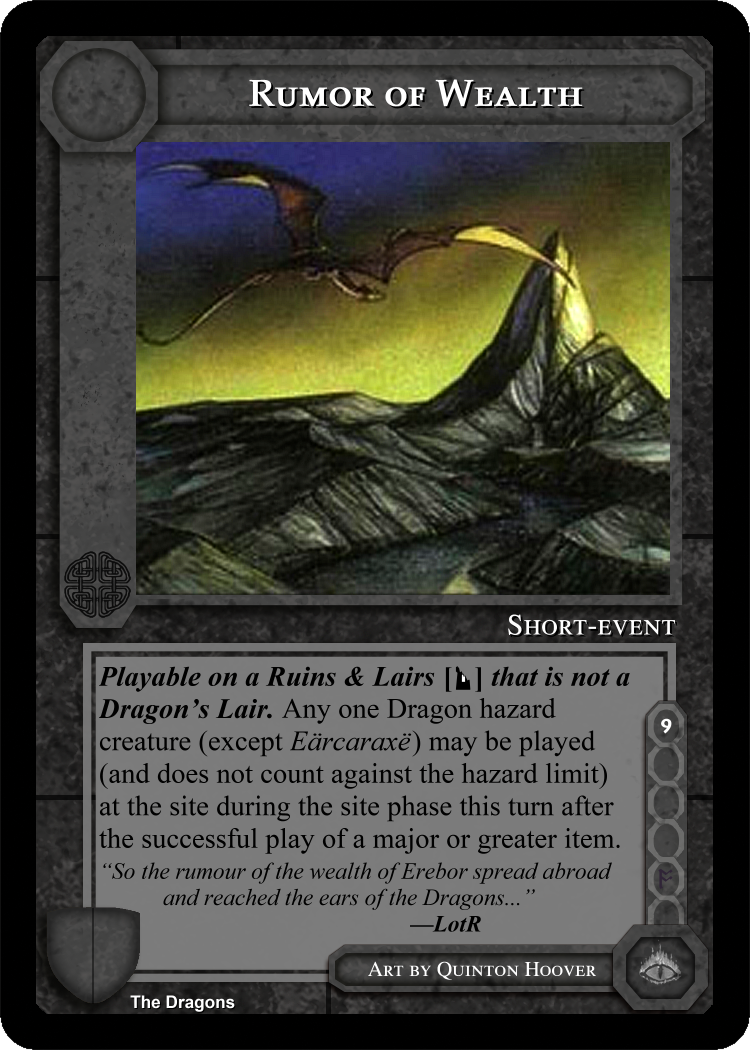 Rumor of Wealth
Short-event
Playable on a Ruins & Lairs [ ] that is not a
Dragon's Lair. Any one Dragon hazard
creature (except Eärcaraxë) may be played
(and does not count against the hazard limit)
at the site during the site phase this turn after
the successful play of a major or greater item.
“So the rumour of the wealth of Erebor spread abroad
and reached the ears of the Dragons...”
—LotR
9
Art by Quinton Hoover
The Dragons